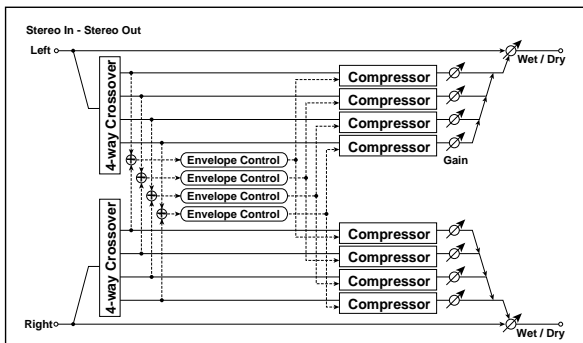 Stereo In - Stereo Out
Left
Wet / Dry
4-way Crossover
Compressor
Compressor
Compressor
Compressor
Gain
Envelope Control
Envelope Control
Envelope Control
Envelope Control
4-way Crossover
Compressor
Compressor
Compressor
Compressor
Right
Wet / Dry